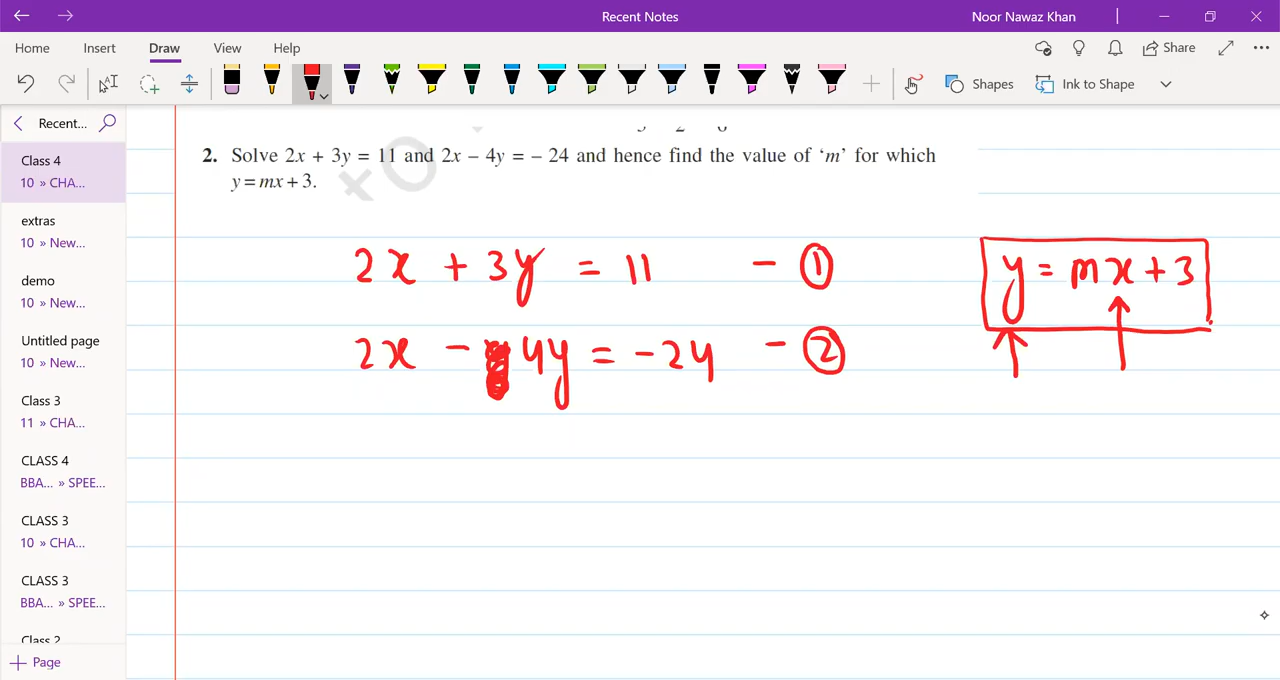 Recent Notes
Noor Nawaz Khan
Home Insert Draw View Help
Share
Shapes
Ink to Shape
Recent...
Class 4
10 » CHA...
extras
10 » New...
demo
10 » New...
Untitled page
10 » New...
Class 3
11 » CHA...
CLASS 4
BBA... » SPEE...
CLASS 3
10 » CHA...
CLASS 3
BBA... » SPEE...
Class 2
Page
2. Solve 2x + 3y = 11 and 2x – 4y = – 24 and hence find the value of ‘m’ for which
y = mx + 3.
2x + 3y = 11 - ①
2x - 4y = -24 - ②
y = mx + 3